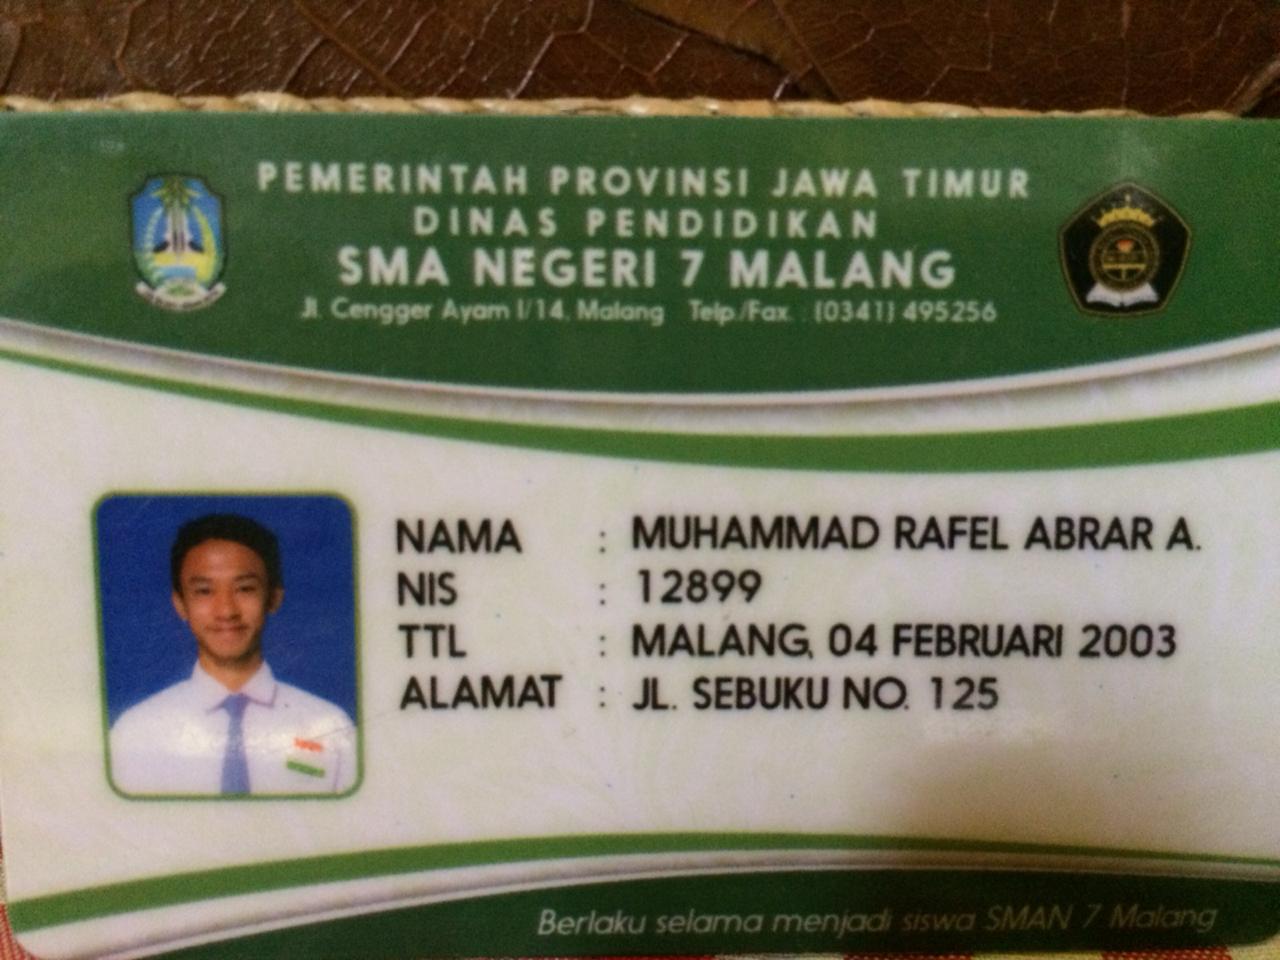 PEMERINTAH PROVINSI JAWA TIMUR
DINAS PENDIDIKAN
SMA NEGERI 7 MALANG
Jl. Cengger Ayam I/14. Malang Telp./Fax. : (0341) 495256
NAMA : MUHAMMAD RAFEL ABRAR A.
NIS : 12899
TTL : MALANG, 04 FEBRUARI 2003
ALAMAT : JL. SEBUKU NO. 125
Berlaku selama menjadi siswa SMAN 7 Malang